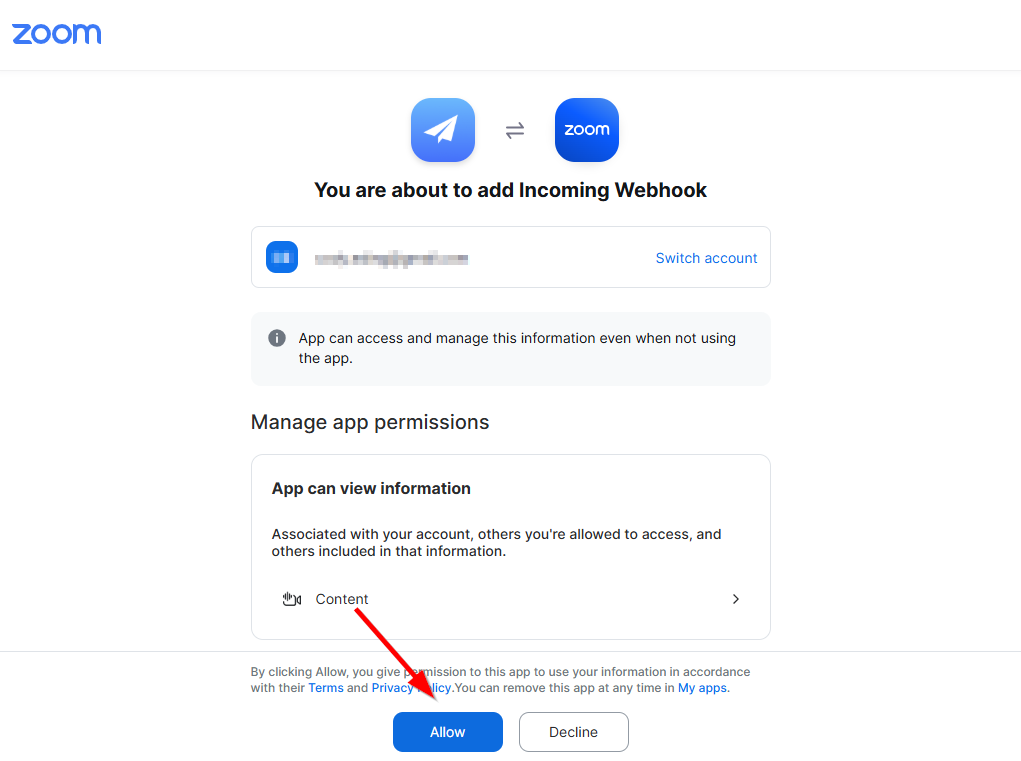 zoom
zoom
You are about to add Incoming Webhook
Switch account
App can access and manage this information even when not using
the app.
Manage app permissions
App can view information
Associated with your account, others you're allowed to access, and
others included in that information.
Content
By clicking Allow, you give permission to this app to use your information in accordance
with their Terms and Privacy Policy.You can remove this app at any time in My apps.
Allow
Decline